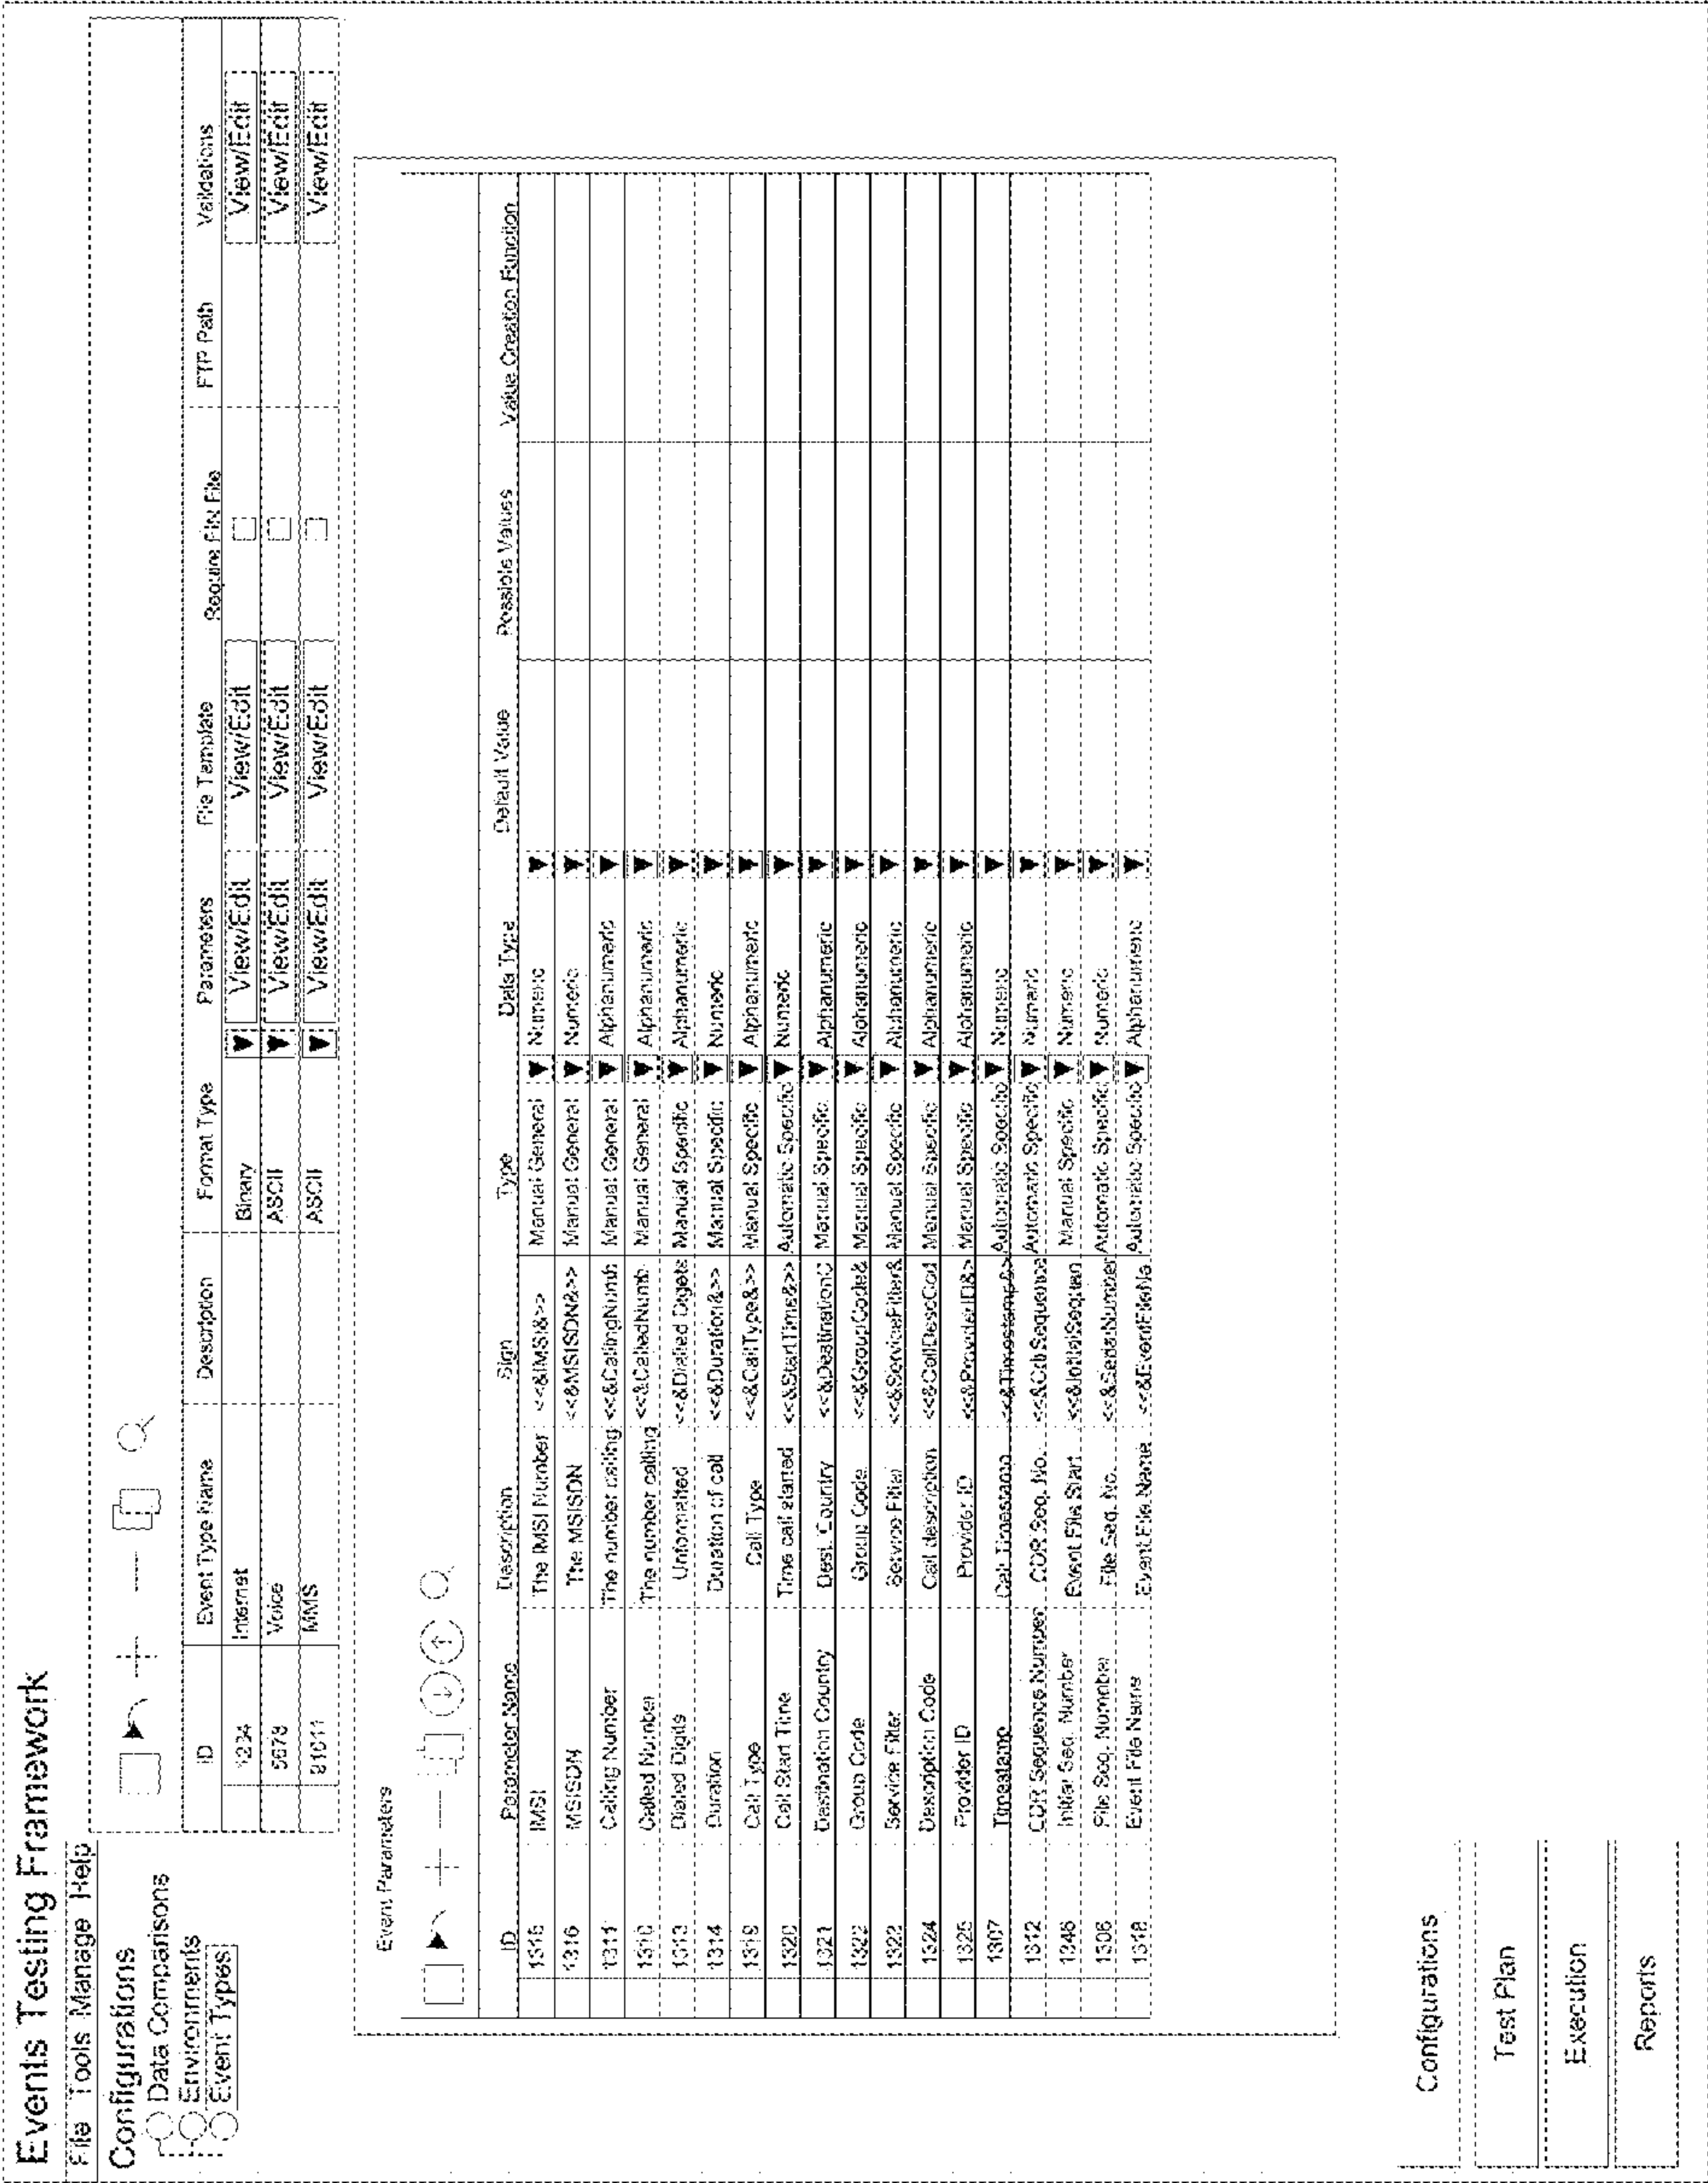 Events Testing Framework
File Tools Manage Help
Configurations
Data Comparisons
Environments
Event Types
ID Event Type Name Description Format Type Parameters File Template Require FIN File FTP Path Validations
1234 Internet Binary View/Edit View/Edit View/Edit
5678 Voice ASCII View/Edit View/Edit View/Edit
91011 MMS ASCII View/Edit View/Edit View/Edit
Event Parameters
ID Parameter Name Description Sign Type Data Type Default Value Possible Values Value Creation Function
IMSI The IMSI Number <<&IMSI&>> Manual General Numeric
1316 MSISDN The MSISDN <<&MSISDN&>> Manual General Numeric
1311 Calling Number The number calling <<&CallingNumb Manual General Alphanumeric
1310 Called Number The number calling <<&CalledNumb Manual General Alphanumeric
1313 Dialed Digits Unformatted <<&Dialled Digets Manual Specific Alphanumeric
1314 Duration Duration of call <<&Duration&>> Manual Specific Numeric
1319 Call Type Call Type <<&CallType&>> Manual Specific Alphanumeric
1320 Call Start Time Time call started <<&StartTime&>> Automatic Specific Numeric
1321 Destination Country Dest. Country <<&DestinationC Manual Specific Alphanumeric
Group Code Group Code <<&GroupCode& Manual Specific Alphanumeric
Service Filter Service Filter <<&ServiceFilter& Manual Specific Alphanumeric
1324 Description Code Call description <<&CallDescCod Manual Specific Alphanumeric
1325 Provider ID Provider ID <<&ProviderID&> Manual Specific Alphanumeric
1307 Timestamp Call Timestamp <<&Timestamp&> Automatic Specific Numeric
1312 CDR Sequence Number CDR Seq. No. Automatic Specific Numeric
Initial Seq. Number Event File Start <<&InitialSequen Manual Specific Numeric
File Seq. Number File Seq. No. Automatic Specific Numeric
1318 Event File Name Event File Name <<&EventFileNa Automatic Specific Alphanumeric
Configurations
Test Plan
Execution
Reports